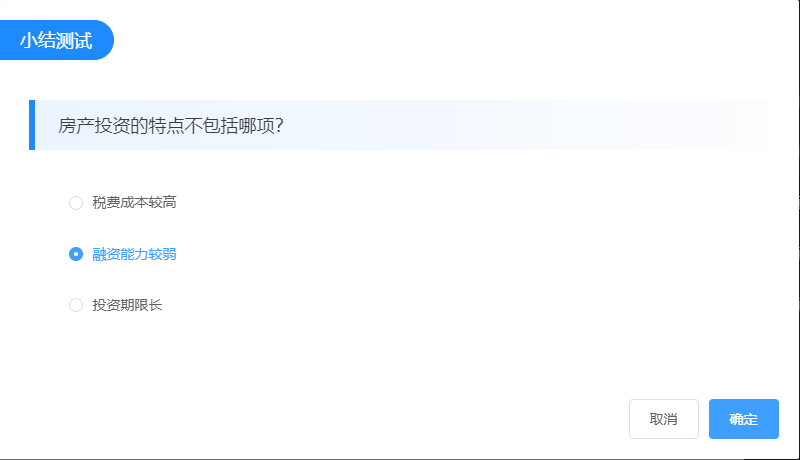 小结测试
房产投资的特点不包括哪项？
税费成本较高
融资能力较弱
投资期限长
取消
确定